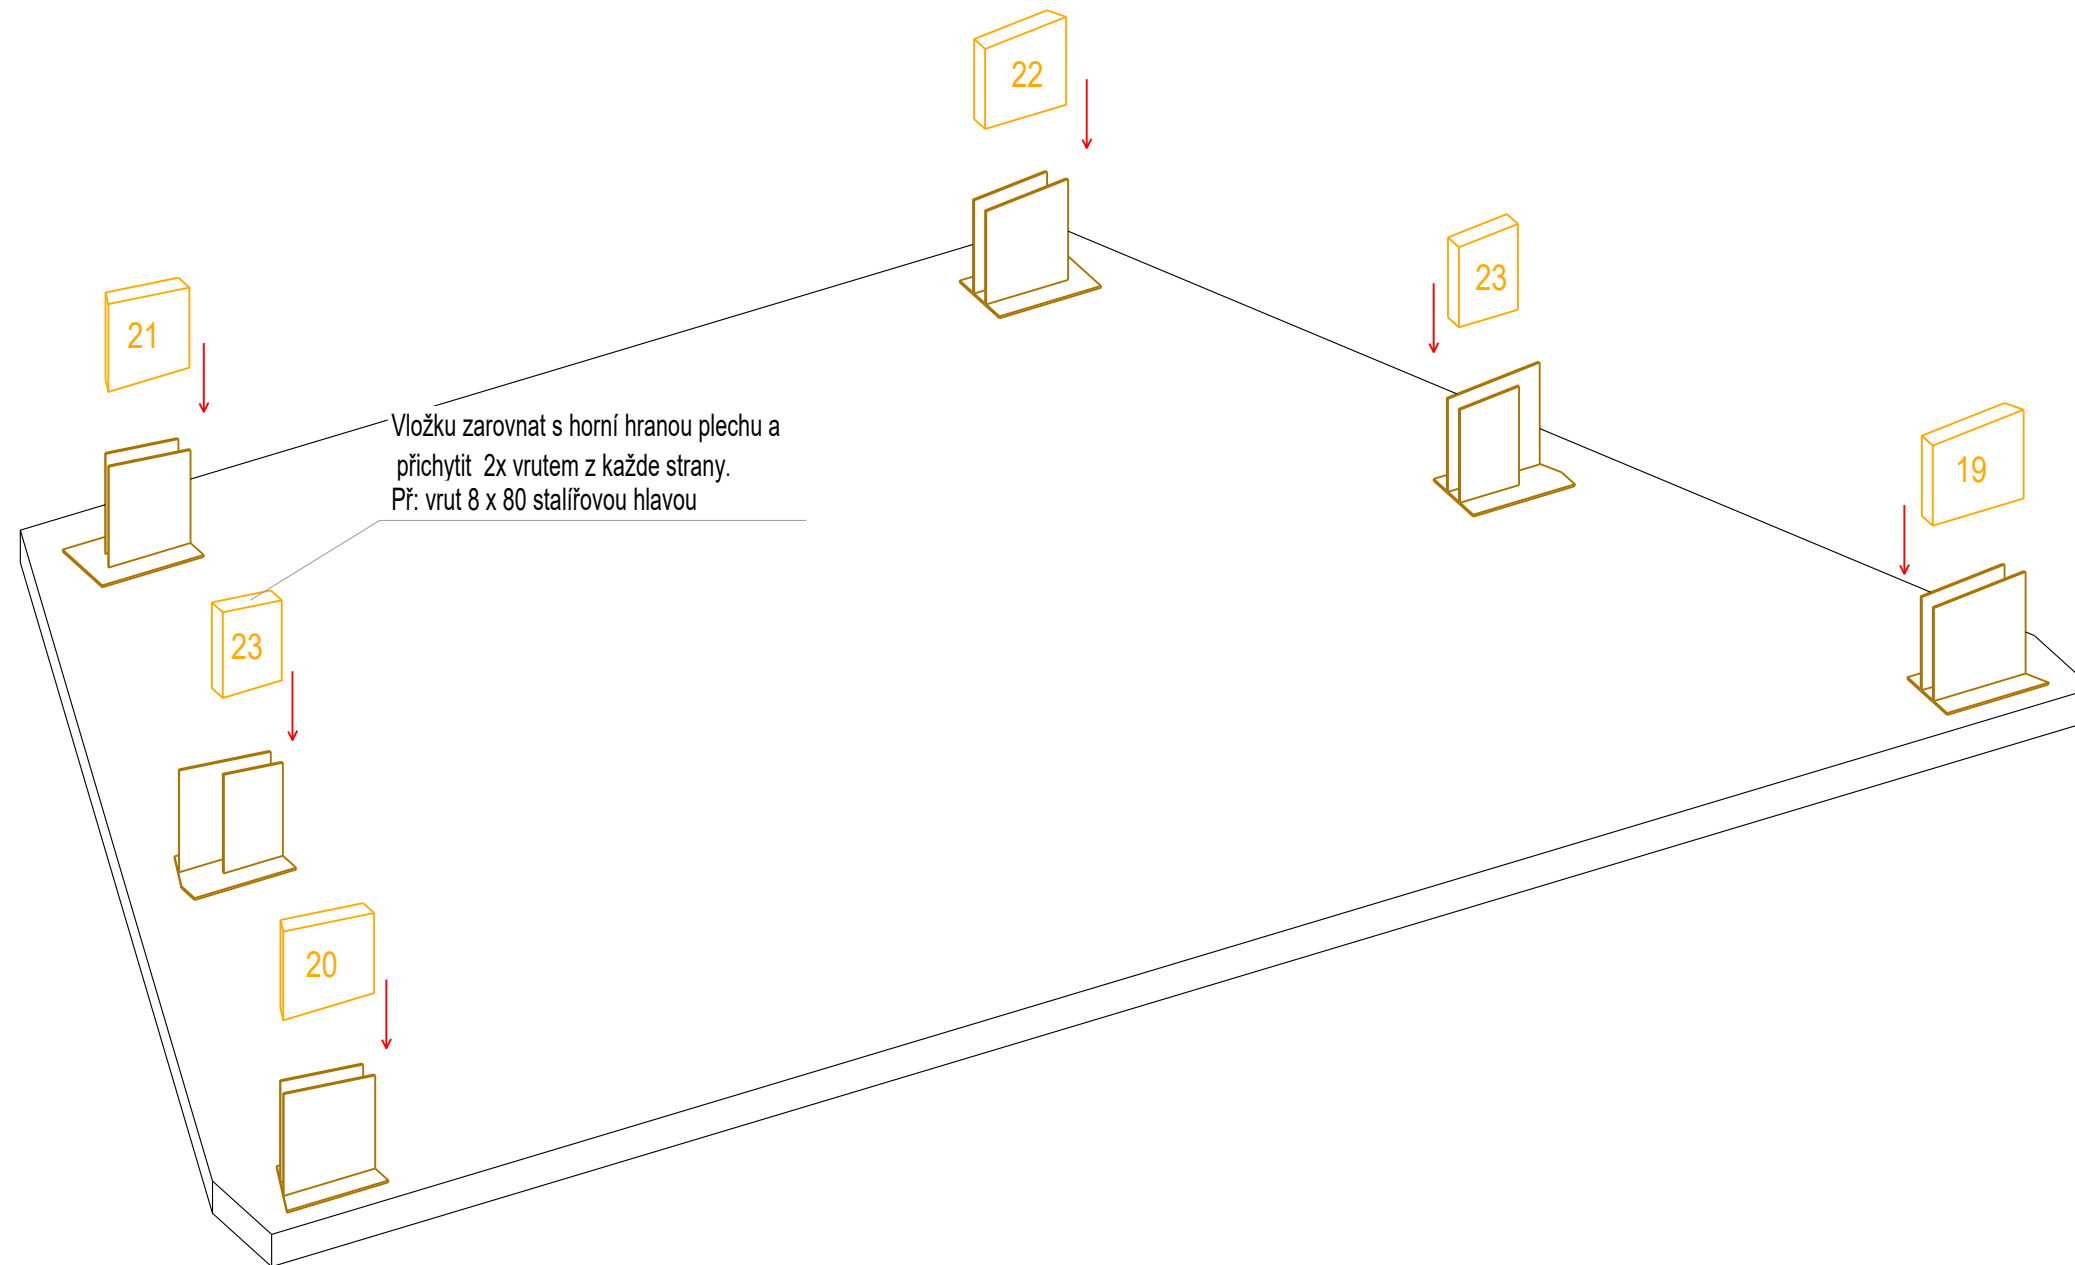 22
23
21
19
Vložku zarovnat s horní hranou plechu a
přichytit 2x vrutem z každe strany.
Př: vrut 8 x 80 stalířovou hlavou
23
20